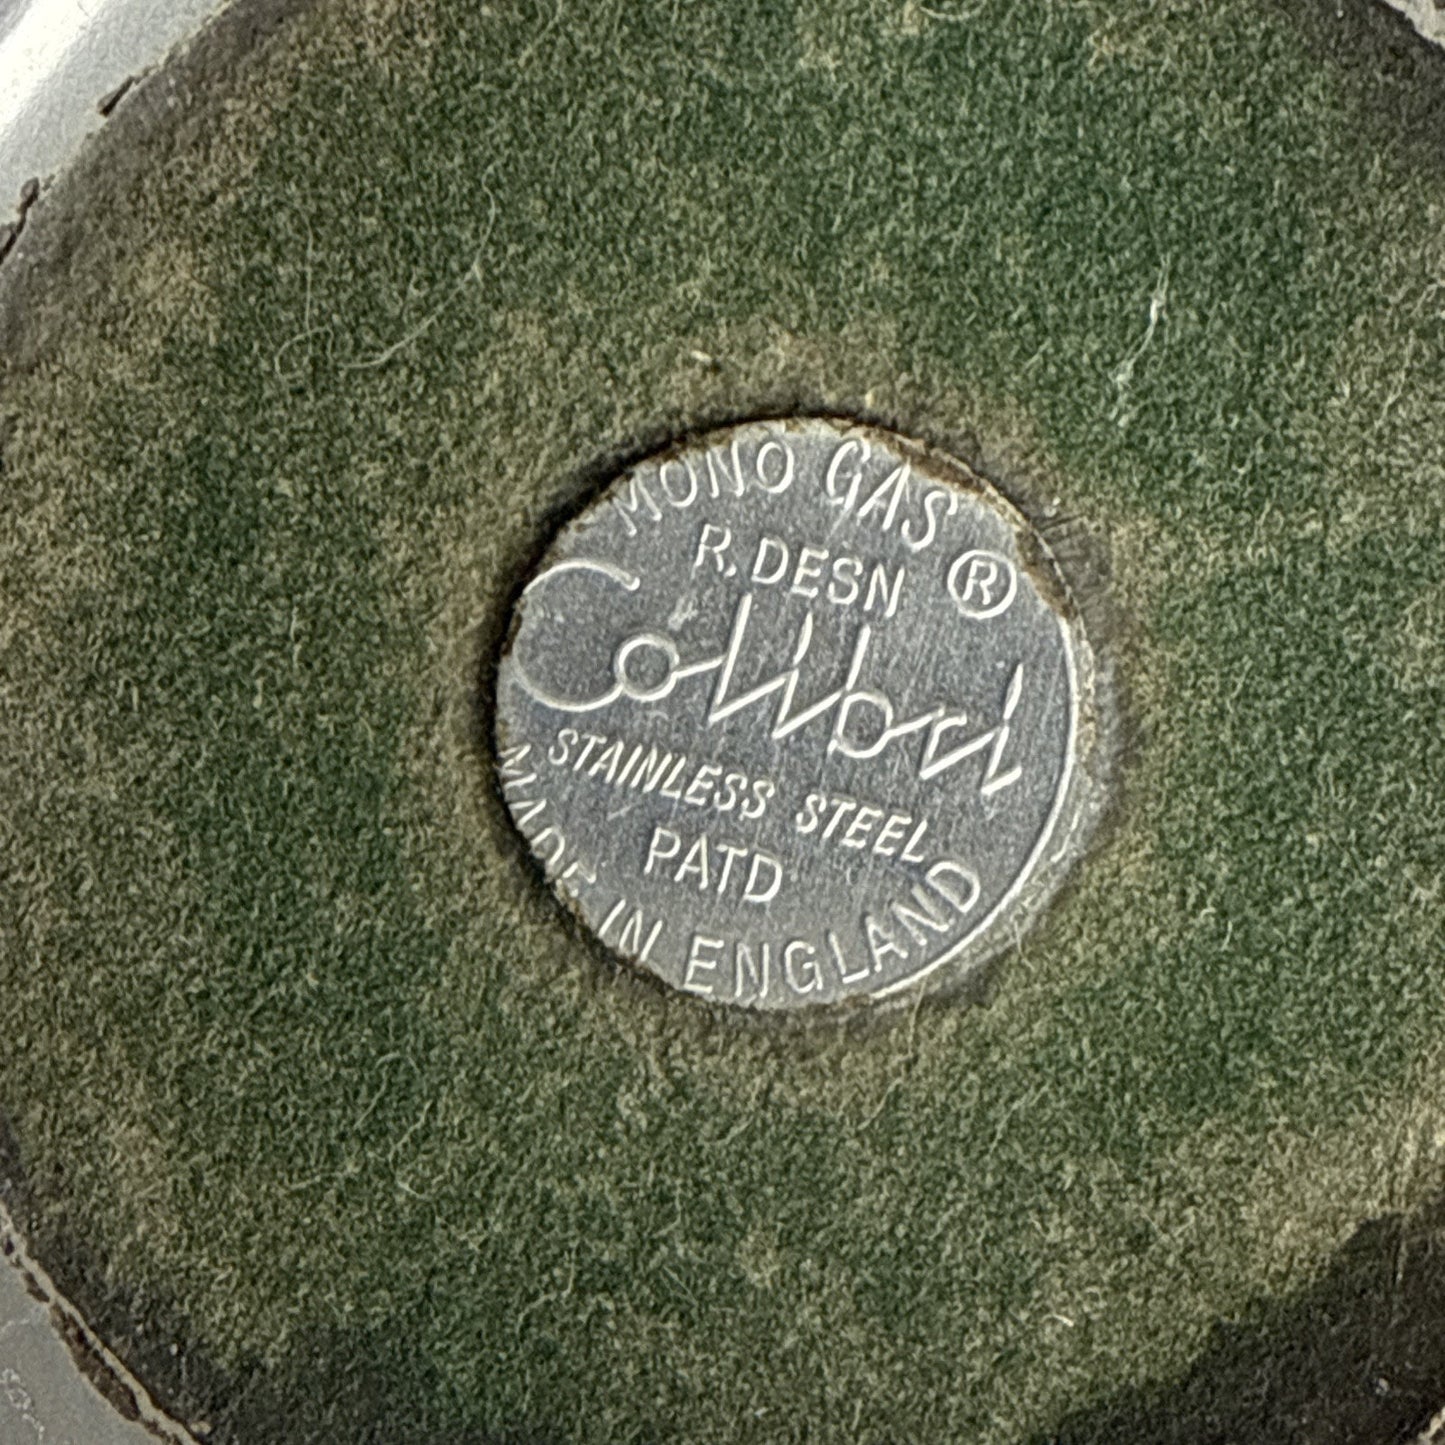 MONO GAS
R. DESN ®
Colibri
STAINLESS STEEL
PATD
MADE IN ENGLAND